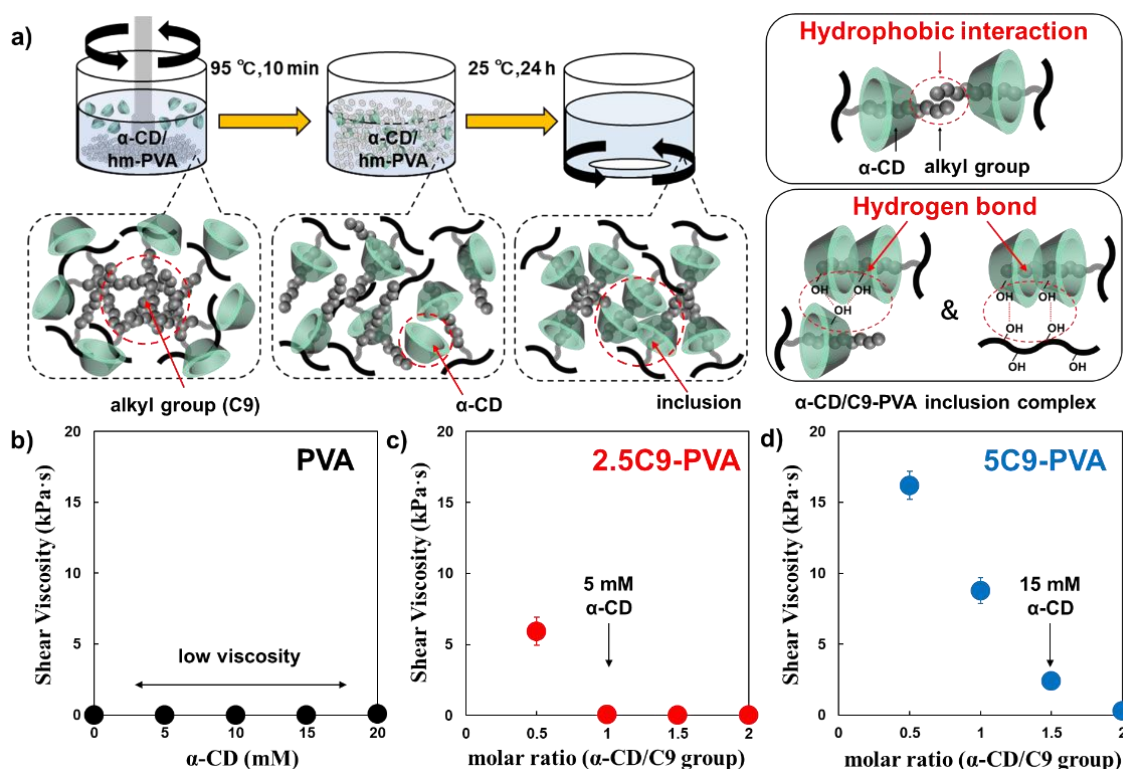 a)
95 °C,10 min
25 °C,24 h
α-CD/
hm-PVA
α-CD/
hm-PVA
alkyl group (C9)
α-CD
inclusion
Hydrophobic interaction
α-CD
alkyl group
Hydrogen bond
OH
OH
OH
&
OH
OH
OH
OH
OH
OH
α-CD/C9-PVA inclusion complex
b)
PVA
20
15
10
5
0
Shear Viscosity (kPa·s)
low viscosity
0
5
10
15
20
α-CD (mM)
c)
2.5C9-PVA
20
15
10
5
0
Shear Viscosity (kPa·s)
5 mM
α-CD
0
0.5
1
1.5
2
molar ratio (α-CD/C9 group)
d)
5C9-PVA
20
15
10
5
0
Shear Viscosity (kPa·s)
15 mM
α-CD
0
0.5
1
1.5
2
molar ratio (α-CD/C9 group)